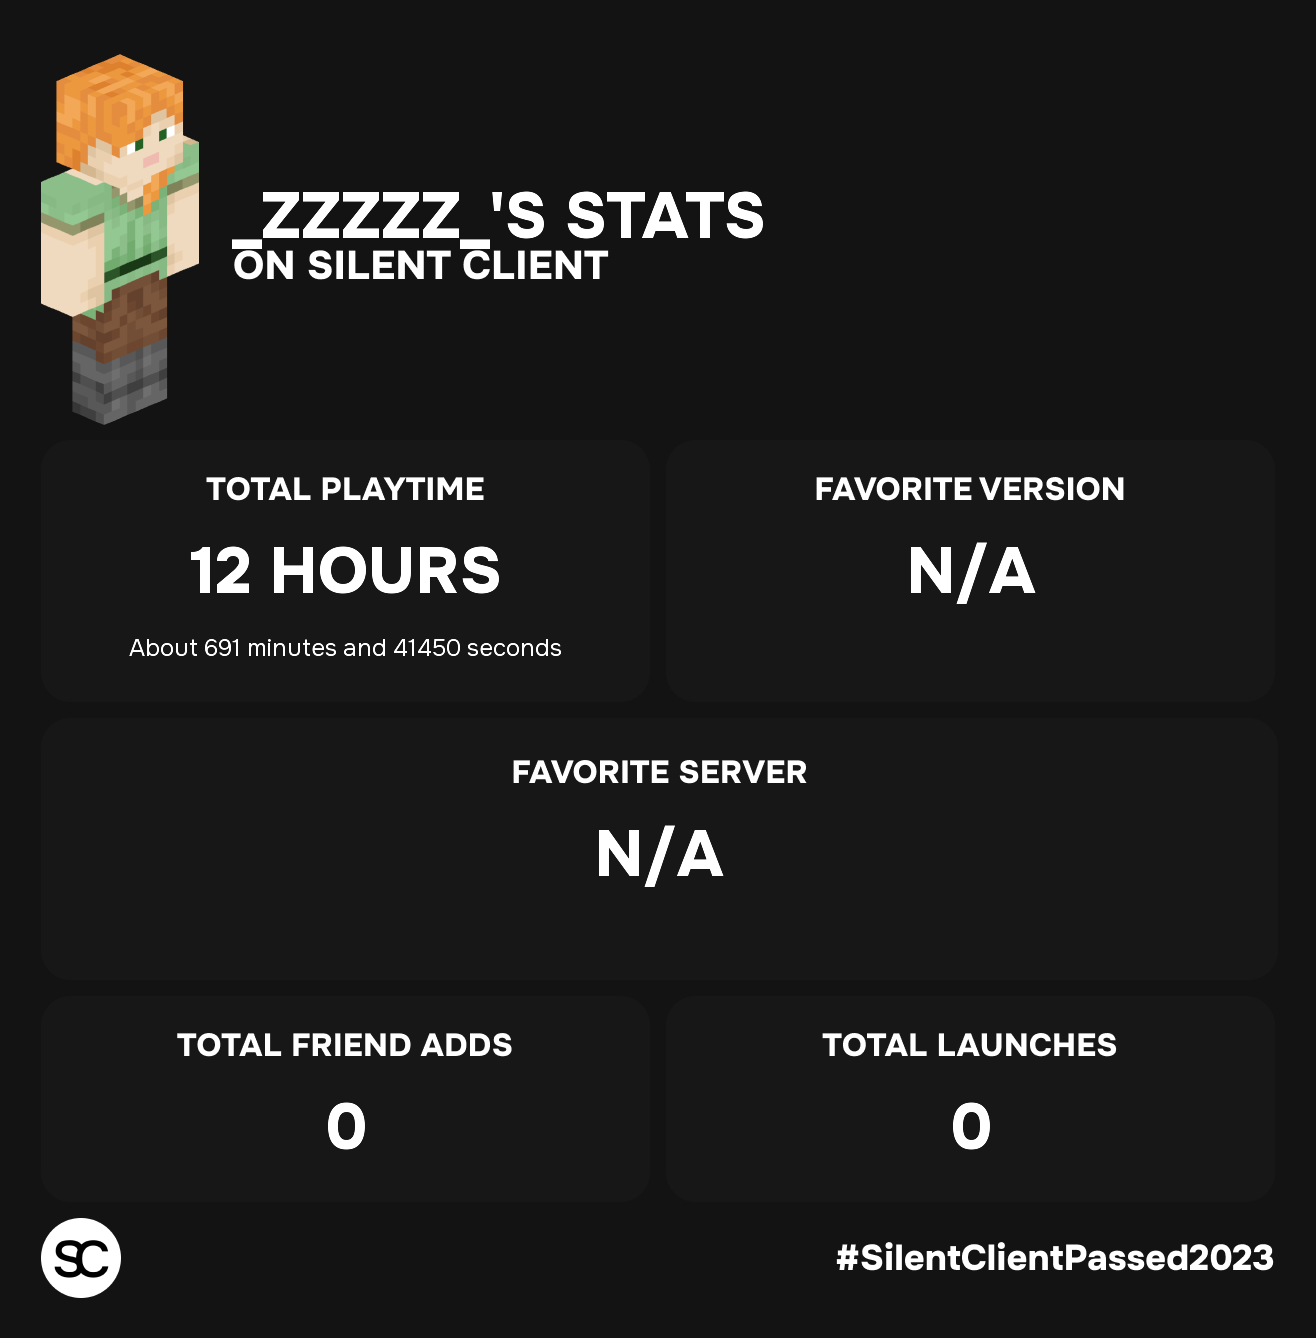 _ZZZZZ_'S STATS
ON SILENT CLIENT
TOTAL PLAYTIME
12 HOURS
About 691 minutes and 41450 seconds
FAVORITE VERSION
N/A
FAVORITE SERVER
N/A
TOTAL FRIEND ADDS
0
TOTAL LAUNCHES
0
SC
#SilentClientPassed2023